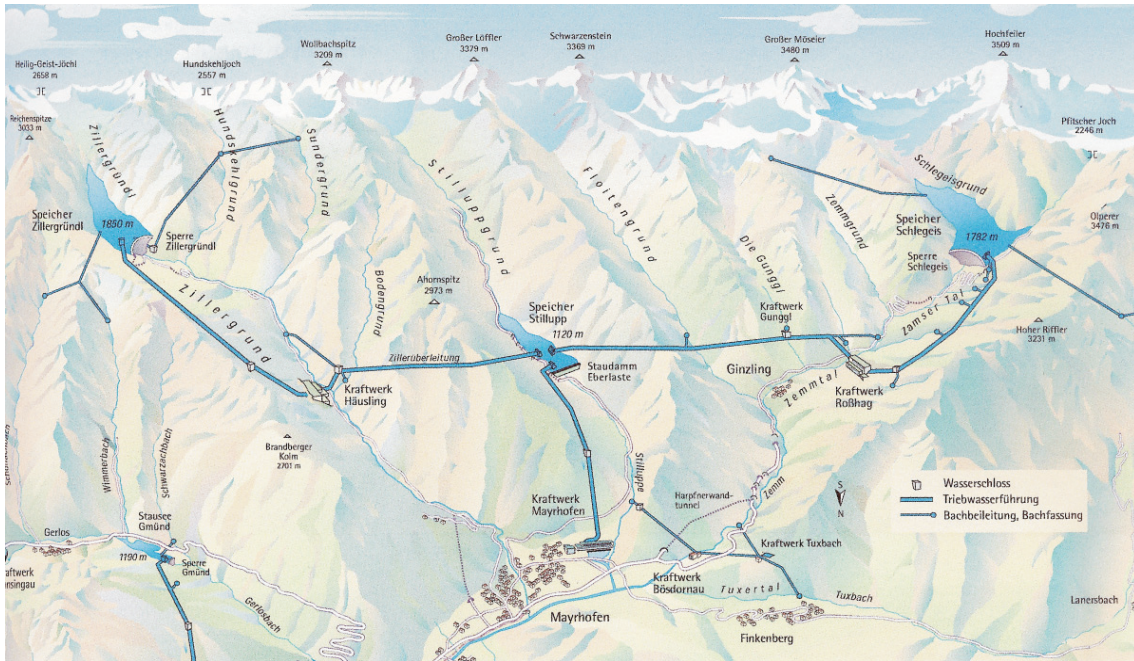 Heilig-Geist-Jöchl
2658 m
Hundskehljoch
2557 m
Wollbachspitz
3209 m
Großer Löffler
3379 m
Schwarzenstein
3369 m
Großer Möseier
3480 m
Hochfeiler
3509 m
Reichenspitze
3033 m
Pfitscher Joch
2246 m
Zillergründl
Hundskehlgrund
Sundergrund
Stilluppgrund
Floitengrund
Zemmgrund
Schlegeisgrund
Speicher
Zillergründl
1850 m
Sperre
Zillergründl
Speicher
Schlegeis
1782 m
Sperre
Schlegeis
Olperer
3476 m
Die Gunggl
Bodengrund
Ahornspitz
2973 m
Zillergrund
Speicher
Stillupp
1120 m
Kraftwerk
Gunggl
Zamser Tal
Hoher Riffler
3231 m
Zillerüberleitung
Staudamm
Eberlaste
Ginzling
Zemmtal
Kraftwerk
Roßhag
Kraftwerk
Häusling
Brandberger
Kolm
2701 m
Wimmerbach
Schwarzachbach
Stilluppe
Zemm
Harpfnerwand-
tunnel
S
N
Wasserschloss
Triebwasserführung
Bachbeileitung, Bachfassung
Kraftwerk
Mayrhofen
Stausee
Gmünd
Gerlos
1190 m
Sperre
Gmünd
Kraftwerk Tuxbach
Kraftwerk
Bösdornau
Tuxertal
Tuxbach
Lanersbach
Gerlosbach
Mayrhofen
Finkenberg